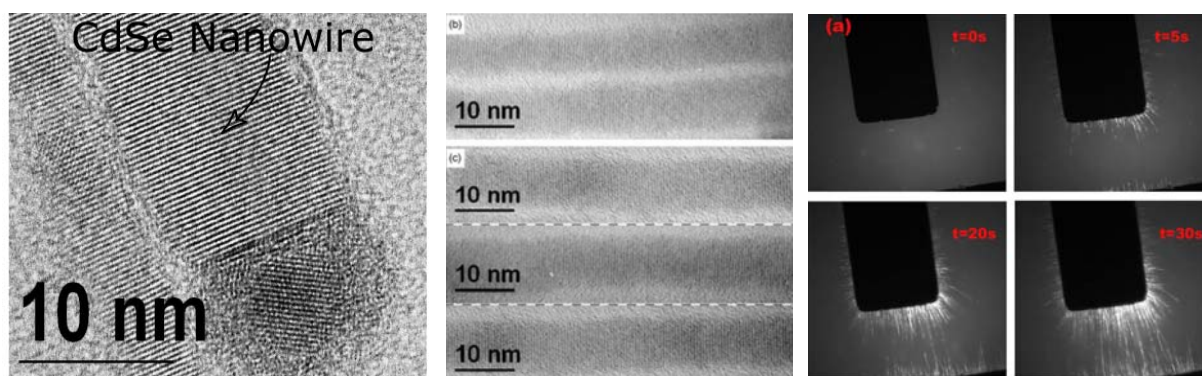 CdSe Nanowire
10 nm
(b)
10 nm
(c)
10 nm
10 nm
10 nm
(a)
t=0s
t=5s
t=20s
t=30s